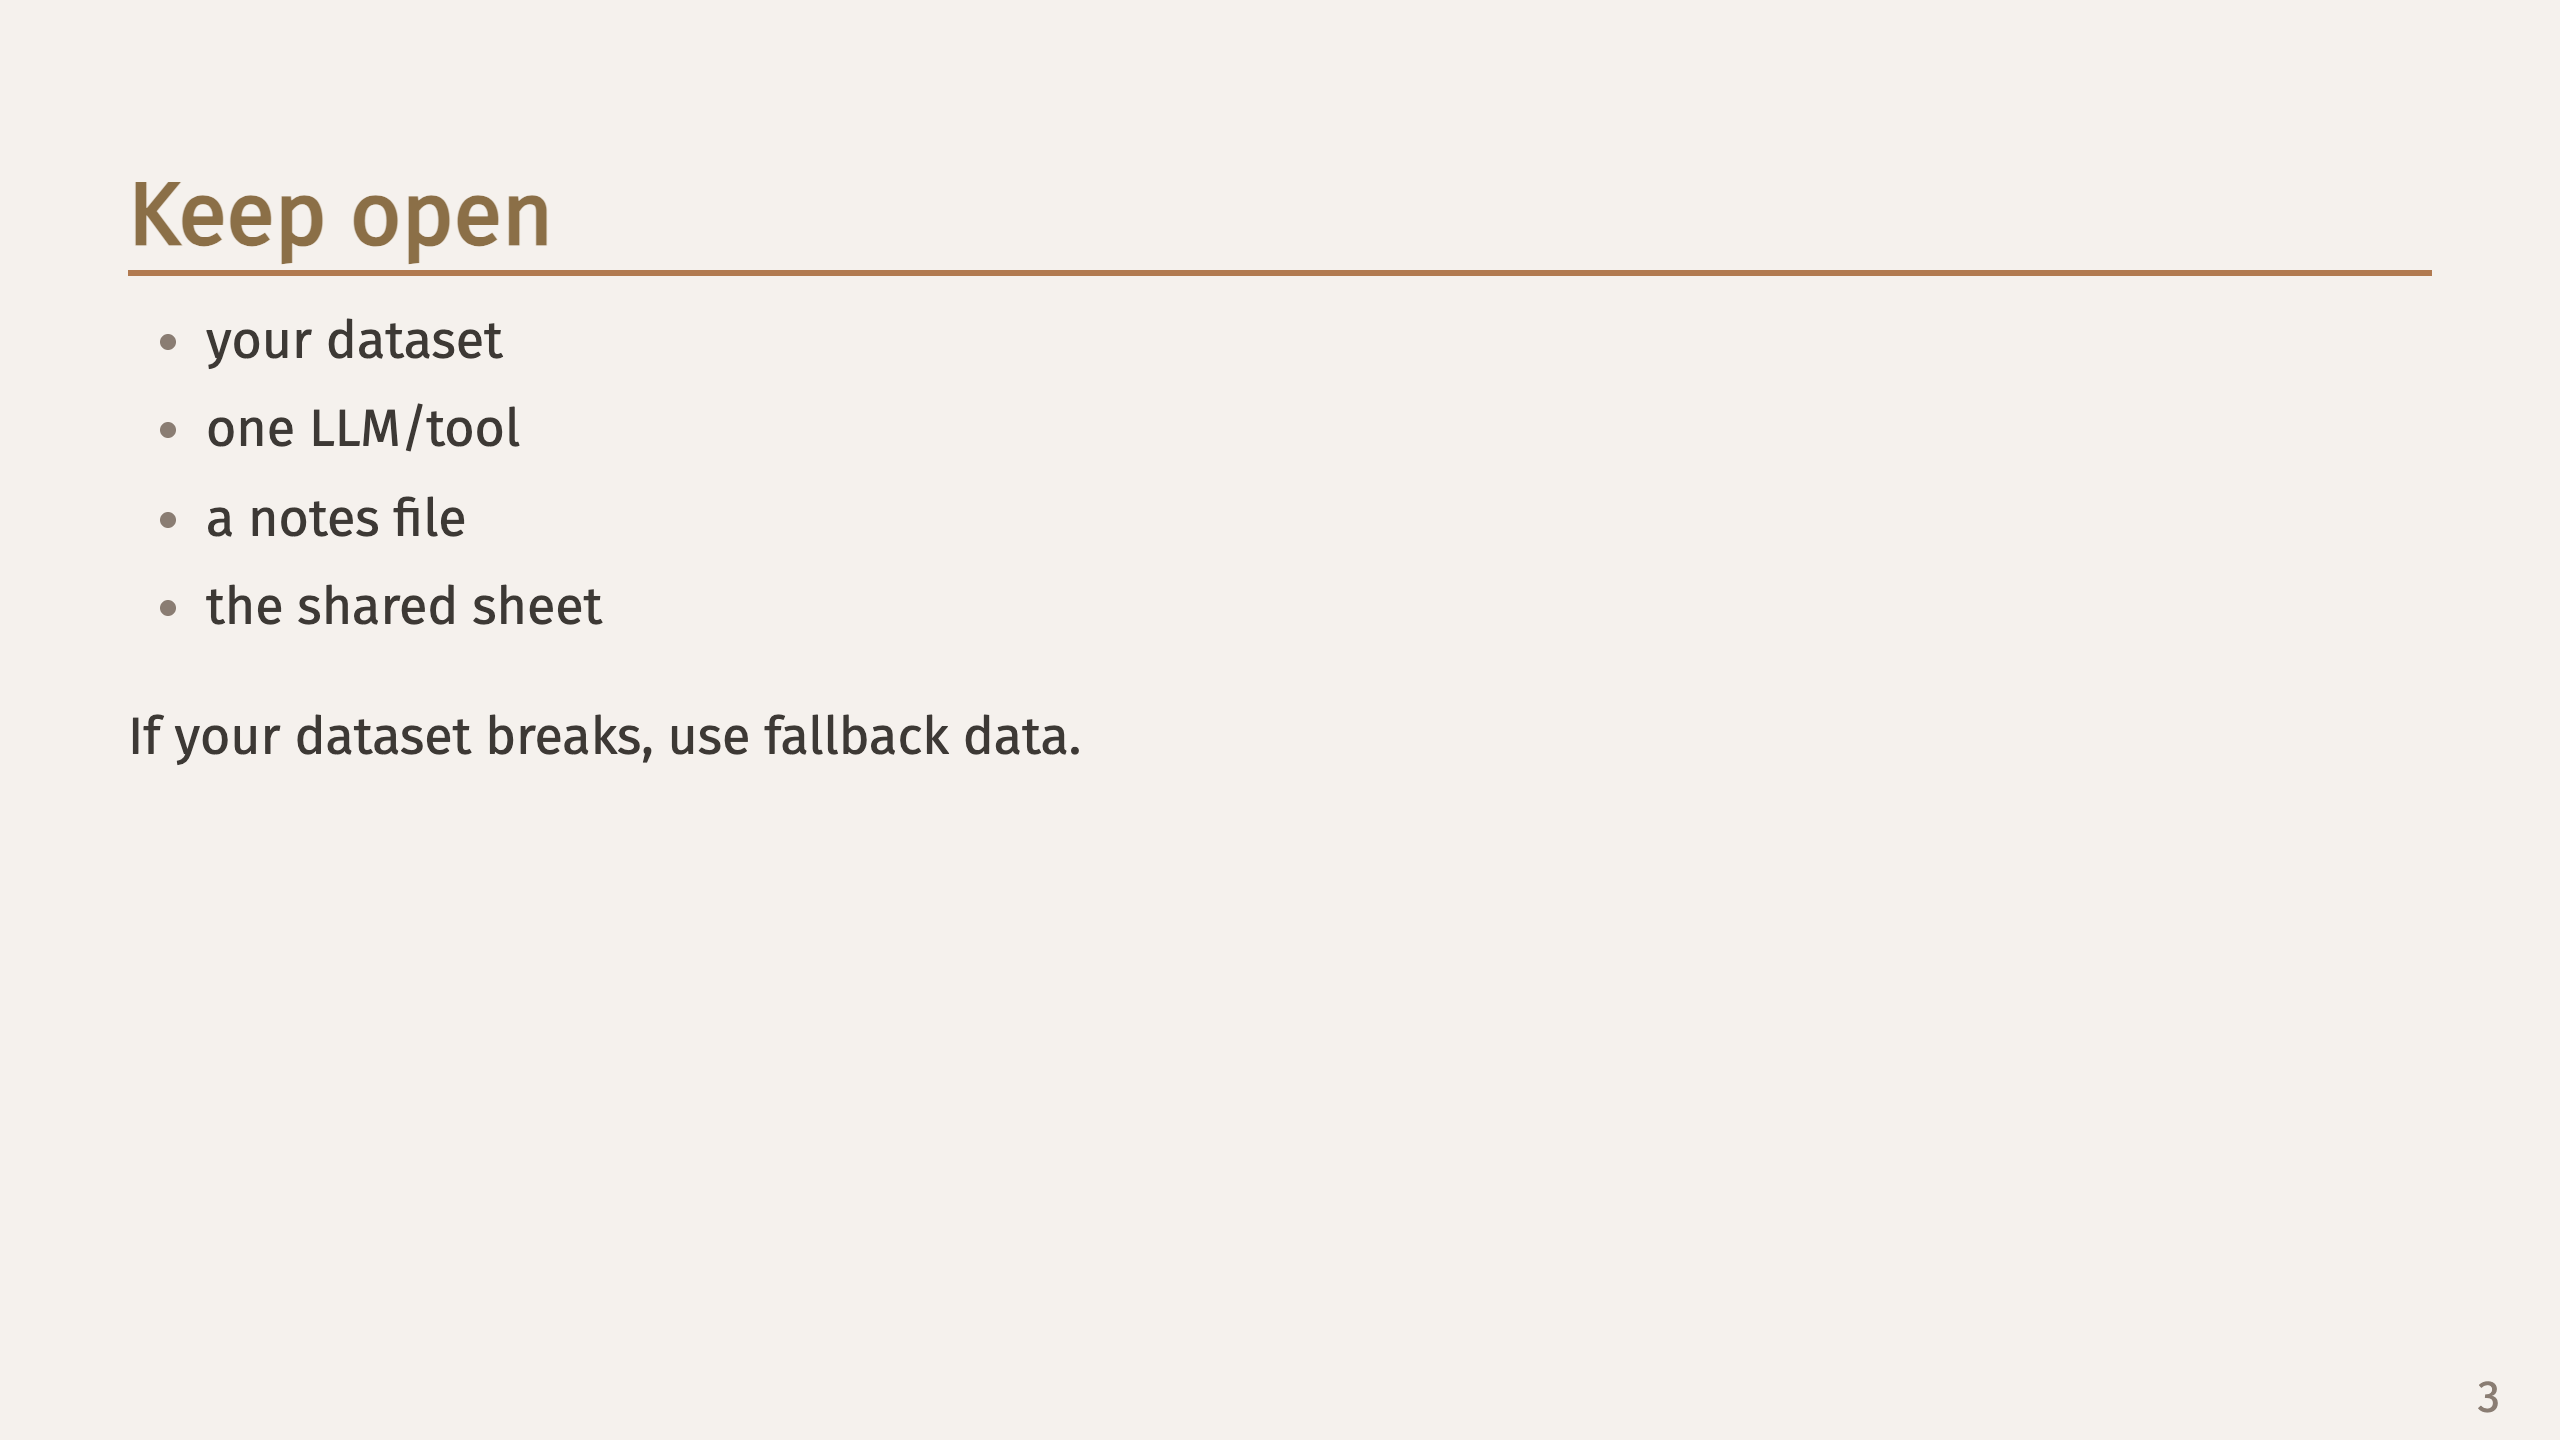 Keep open
• your dataset
• one LLM/tool
• a notes file
• the shared sheet
If your dataset breaks, use fallback data.
3